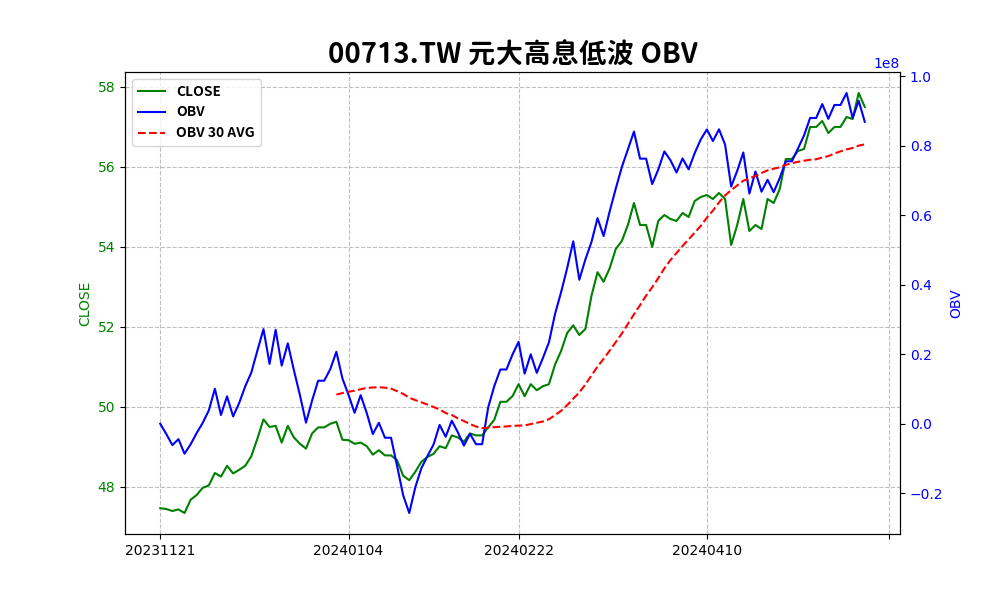 00713.TW 元大高息低波 OBV
1e8
CLOSE
OBV
OBV 30 AVG
58
56
54
52
50
48
CLOSE
1.0
0.8
0.6
0.4
0.2
0.0
−0.2
OBV
20231121
20240104
20240222
20240410